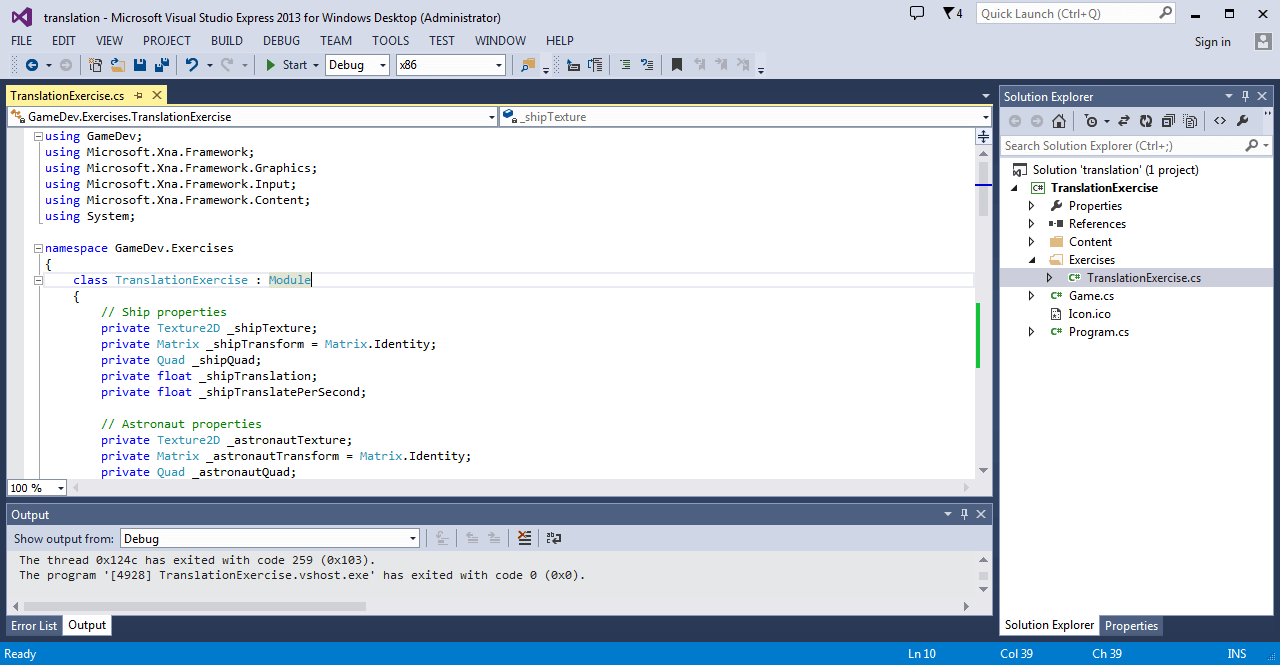 translation - Microsoft Visual Studio Express 2013 for Windows Desktop (Administrator)
4
Quick Launch (Ctrl+Q)
FILE EDIT VIEW PROJECT BUILD DEBUG TEAM TOOLS TEST WINDOW HELP
Sign in
Start Debug x86
TranslationExercise.cs
GameDev.Exercises.TranslationExercise
_shipTexture
using GameDev;
using Microsoft.Xna.Framework;
using Microsoft.Xna.Framework.Graphics;
using Microsoft.Xna.Framework.Input;
using Microsoft.Xna.Framework.Content;
using System;
namespace GameDev.Exercises
{
class TranslationExercise : Module
{
// Ship properties
private Texture2D _shipTexture;
private Matrix _shipTransform = Matrix.Identity;
private Quad _shipQuad;
private float _shipTranslation;
private float _shipTranslatePerSecond;
// Astronaut properties
private Texture2D _astronautTexture;
private Matrix _astronautTransform = Matrix.Identity;
private Quad _astronautQuad;
100 %
Output
Show output from: Debug
The thread 0x124c has exited with code 259 (0x103).
The program '[4928] TranslationExercise.vshost.exe' has exited with code 0 (0x0).
Error List Output
Solution Explorer
Search Solution Explorer (Ctrl+;)
Solution 'translation' (1 project)
C# TranslationExercise
Properties
References
Content
Exercises
C# TranslationExercise.cs
C# Game.cs
Icon.ico
C# Program.cs
Solution Explorer Properties
Ready Ln 10 Col 39 Ch 39 INS